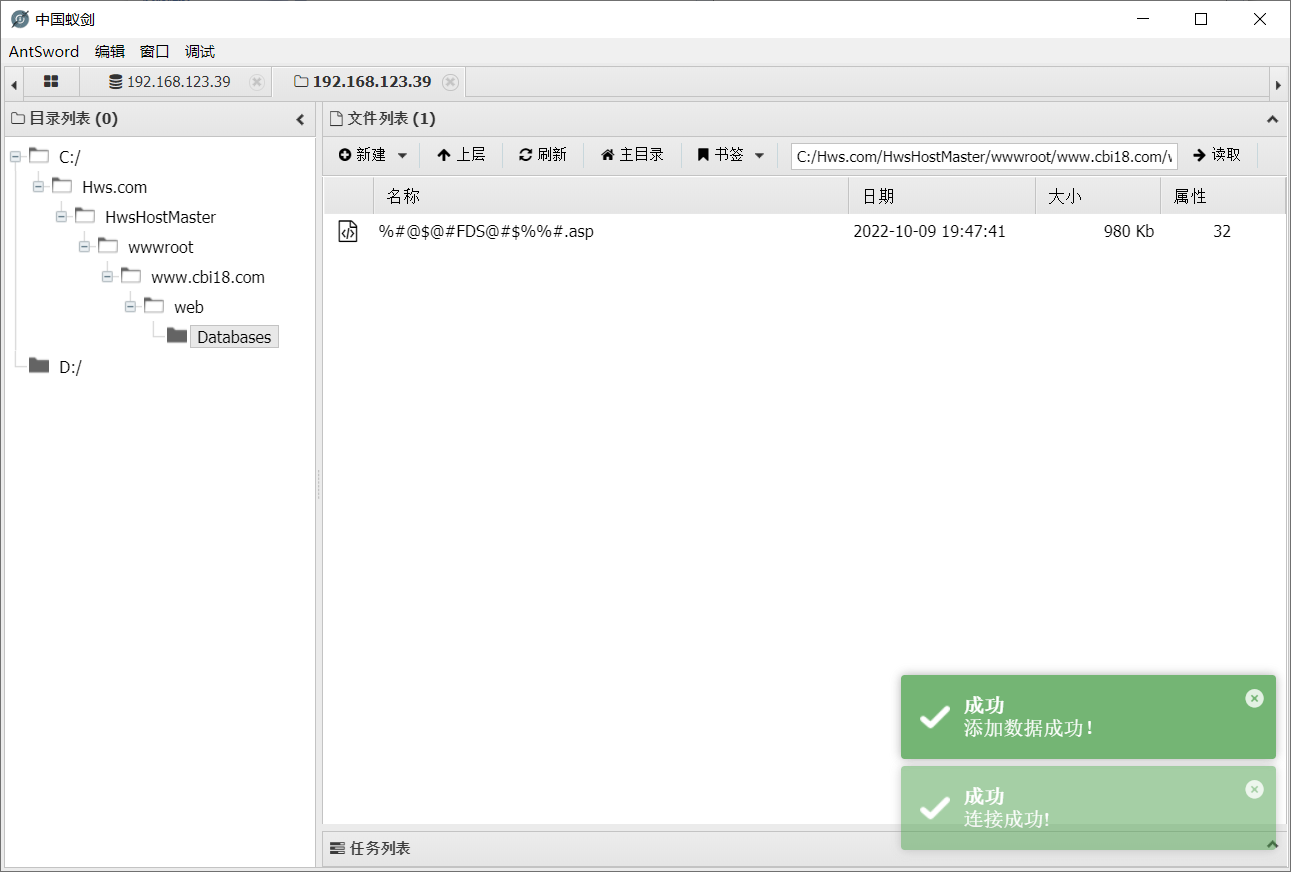 中国蚁剑
AntSword 编辑 窗口 调试
192.168.123.39 192.168.123.39
目录列表 (0)
C:/
Hws.com
HwsHostMaster
wwwroot
www.cbi18.com
web
Databases
D:/
文件列表 (1)
新建 上层 刷新 主目录 书签 C:/Hws.com/HwsHostMaster/wwwroot/www.cbi18.com/ 读取
名称 日期 大小 属性
%#@$@#FDS@#$%%#.asp 2022-10-09 19:47:41 980 Kb 32
成功
添加数据成功!
成功
连接成功!
任务列表